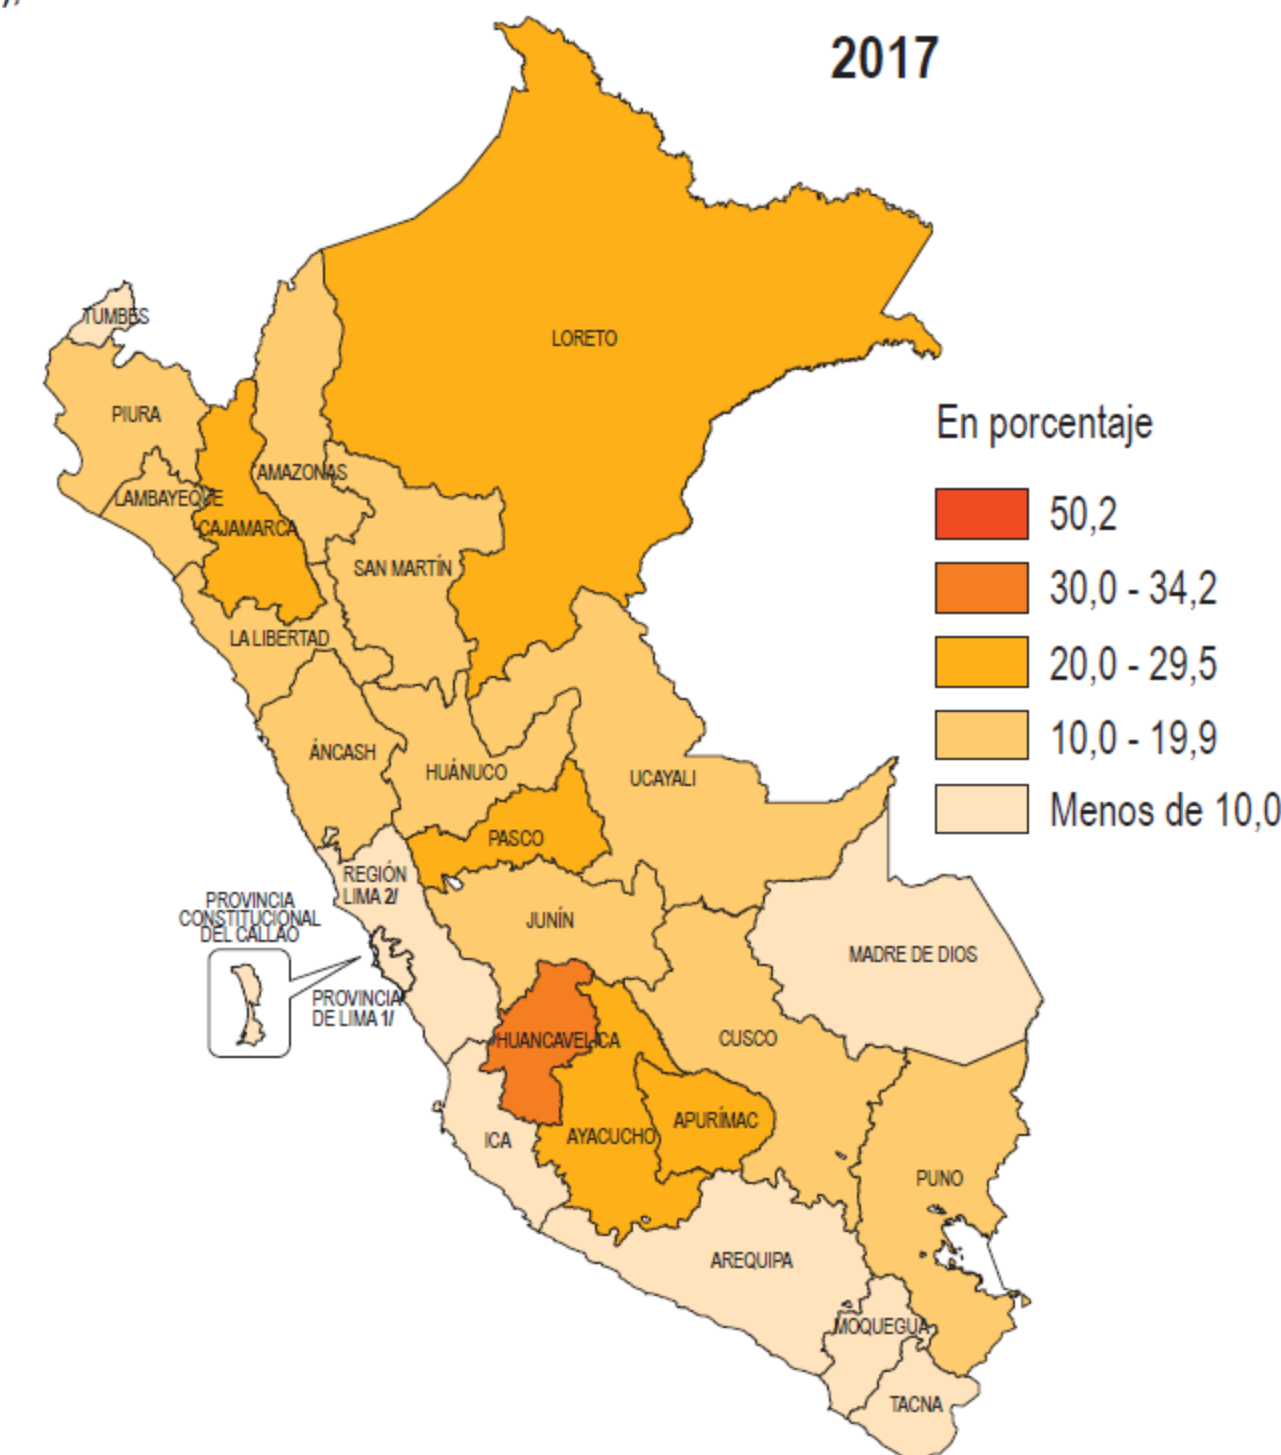 2017
TUMBES
LORETO
PIURA
AMAZONAS
LAMBAYEQUE
CAJAMARCA
SAN MARTÍN
LA LIBERTAD
ÁNCASH
HUÁNUCO
UCAYALI
PASCO
REGIÓN
LIMA 2/
PROVINCIA
CONSTITUCIONAL
DEL CALLAO
JUNÍN
MADRE DE DIOS
PROVINCIA
DE LIMA 1/
HUANCAVELICA
CUSCO
ICA
AYACUCHO
APURÍMAC
PUNO
AREQUIPA
MOQUEGUA
TACNA
En porcentaje
50,2
30,0 - 34,2
20,0 - 29,5
10,0 - 19,9
Menos de 10,0